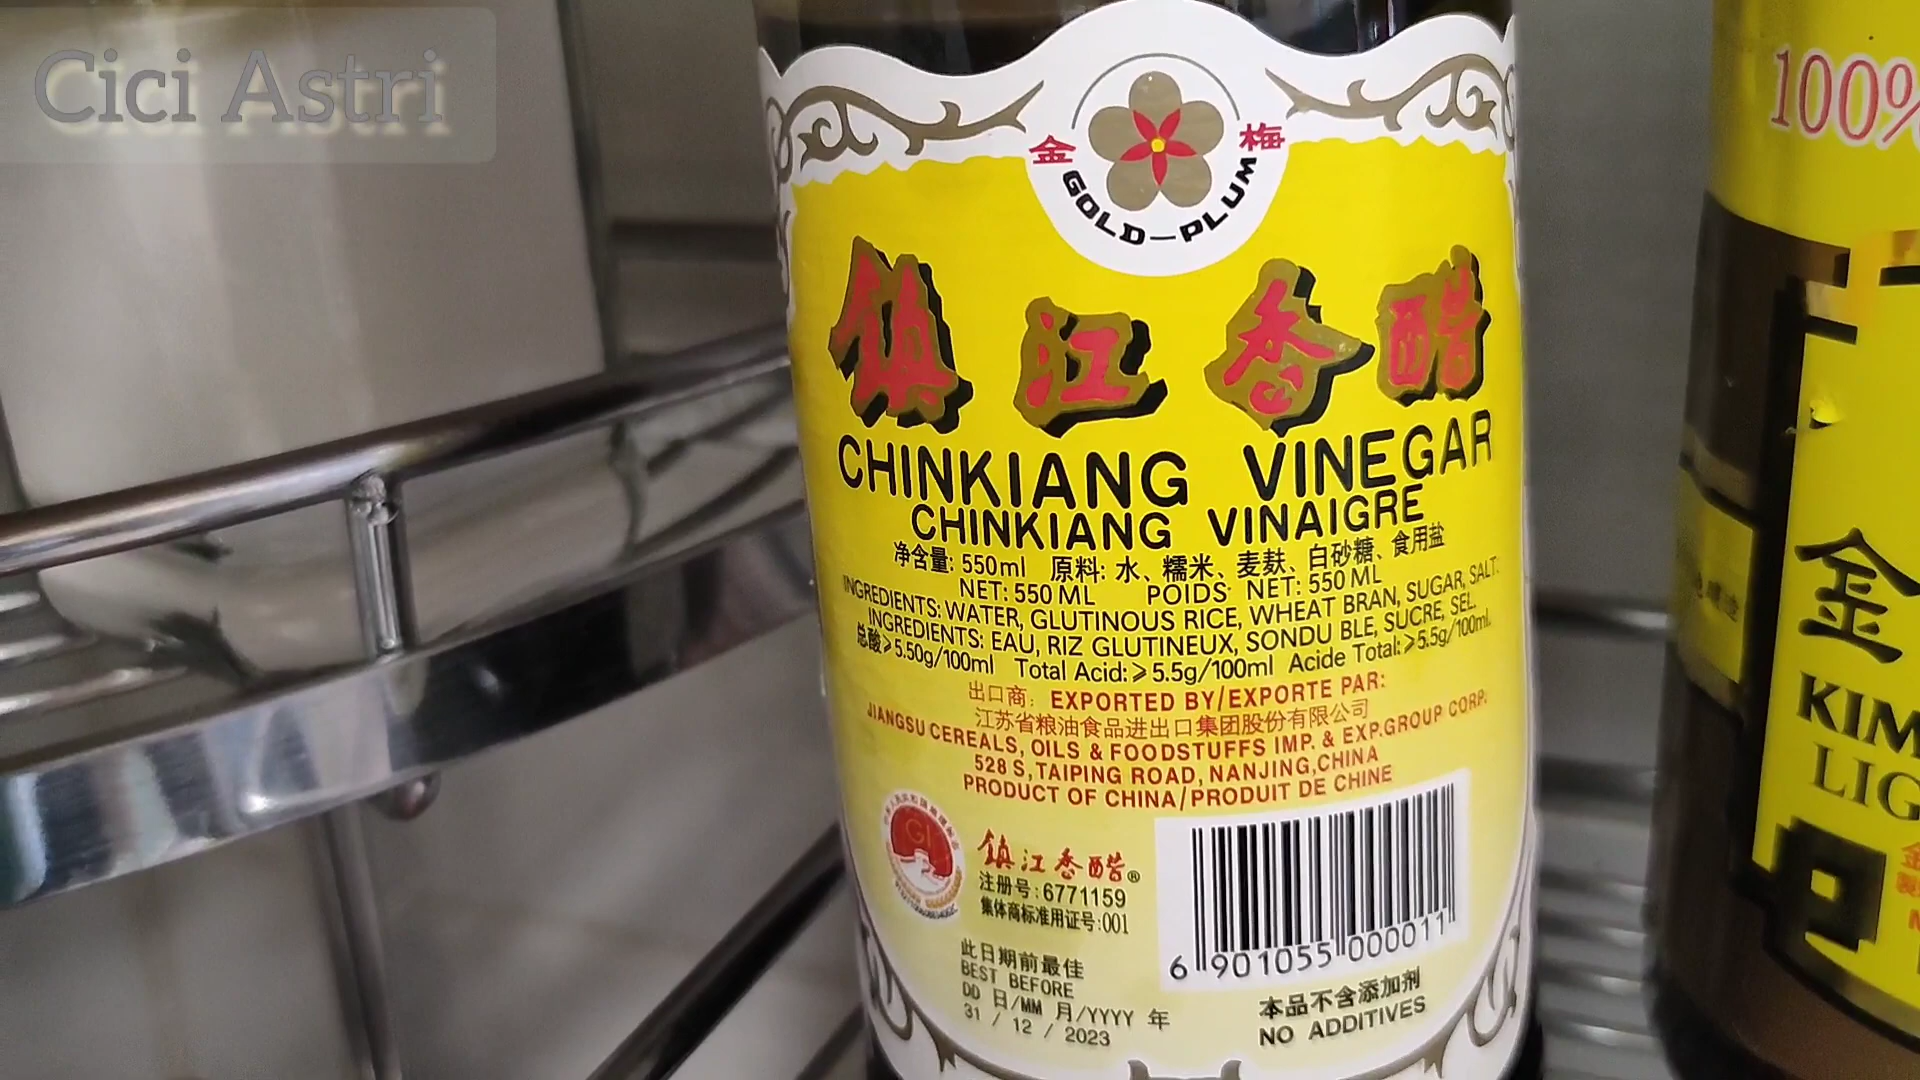 Cici Astri
金 梅
GOLD-PLUM
镇江香醋
CHINKIANG VINEGAR
CHINKIANG VINAIGRE
净含量: 550ml 原料: 水、糯米、麦麸、白砂糖、食用盐
NET: 550 ML POIDS NET: 550 ML
INGREDIENTS: WATER, GLUTINOUS RICE, WHEAT BRAN, SUGAR, SALT.
INGREDIENTS: EAU, RIZ GLUTINEUX, SONDU BLE, SUCRE, SEL.
总酸≥5.50g/100ml Total Acid:≥5.5g/100ml Acide Total:≥5.5g/100ml.
出口商: EXPORTED BY/EXPORTE PAR:
江苏省粮油食品进出口集团股份有限公司
JIANGSU CEREALS, OILS & FOODSTUFFS IMP. & EXP.GROUP CORP.
528 S,TAIPING ROAD, NANJING,CHINA
PRODUCT OF CHINA/PRODUIT DE CHINE
GI
镇江香醋®
注册号:6771159
集体商标准用证号:001
6 901055 000011
此日期前最佳
BEST BEFORE
DD 日/MM 月/YYYY 年
31 / 12 / 2023
本品不含添加剂
NO ADDITIVES
100%
金
KIM
LIG